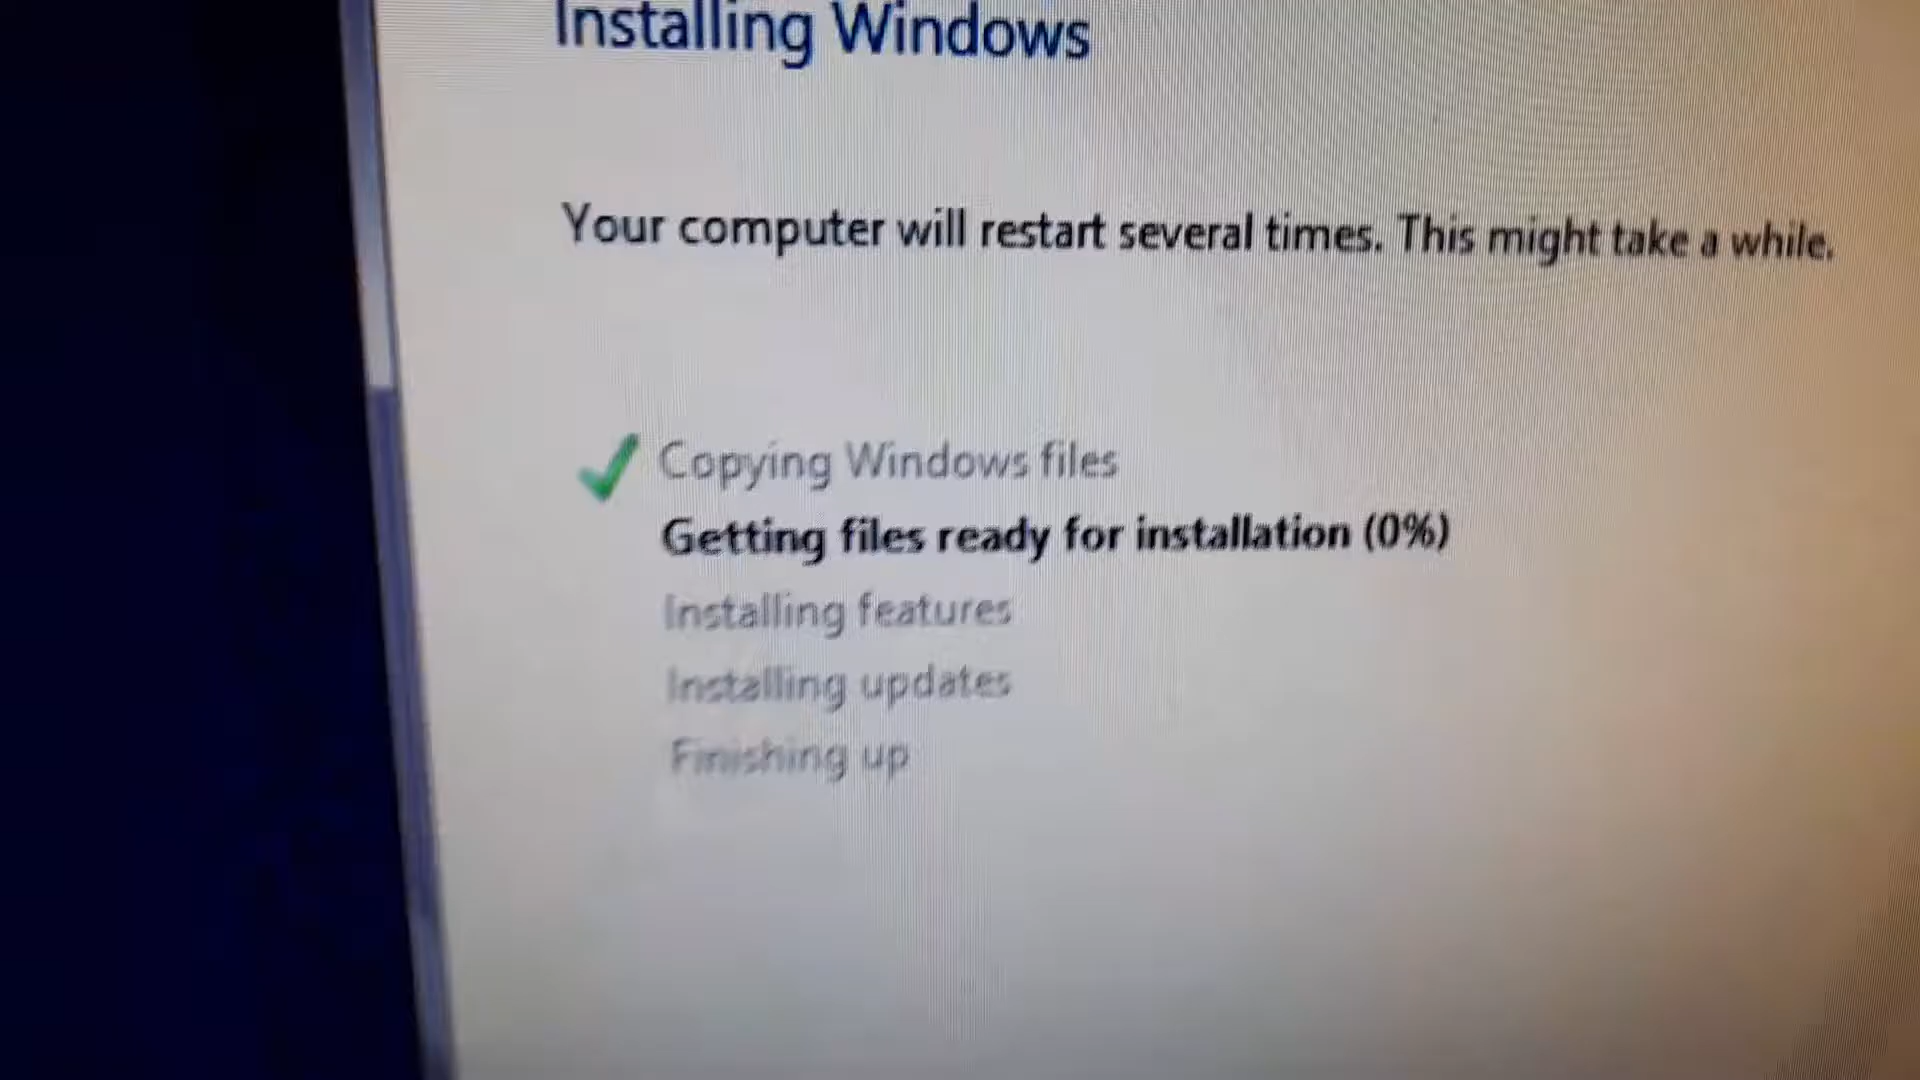 Installing Windows
Your computer will restart several times. This might take a while.
Copying Windows files
Getting files ready for installation (0%)
Installing features
Installing updates
Finishing up